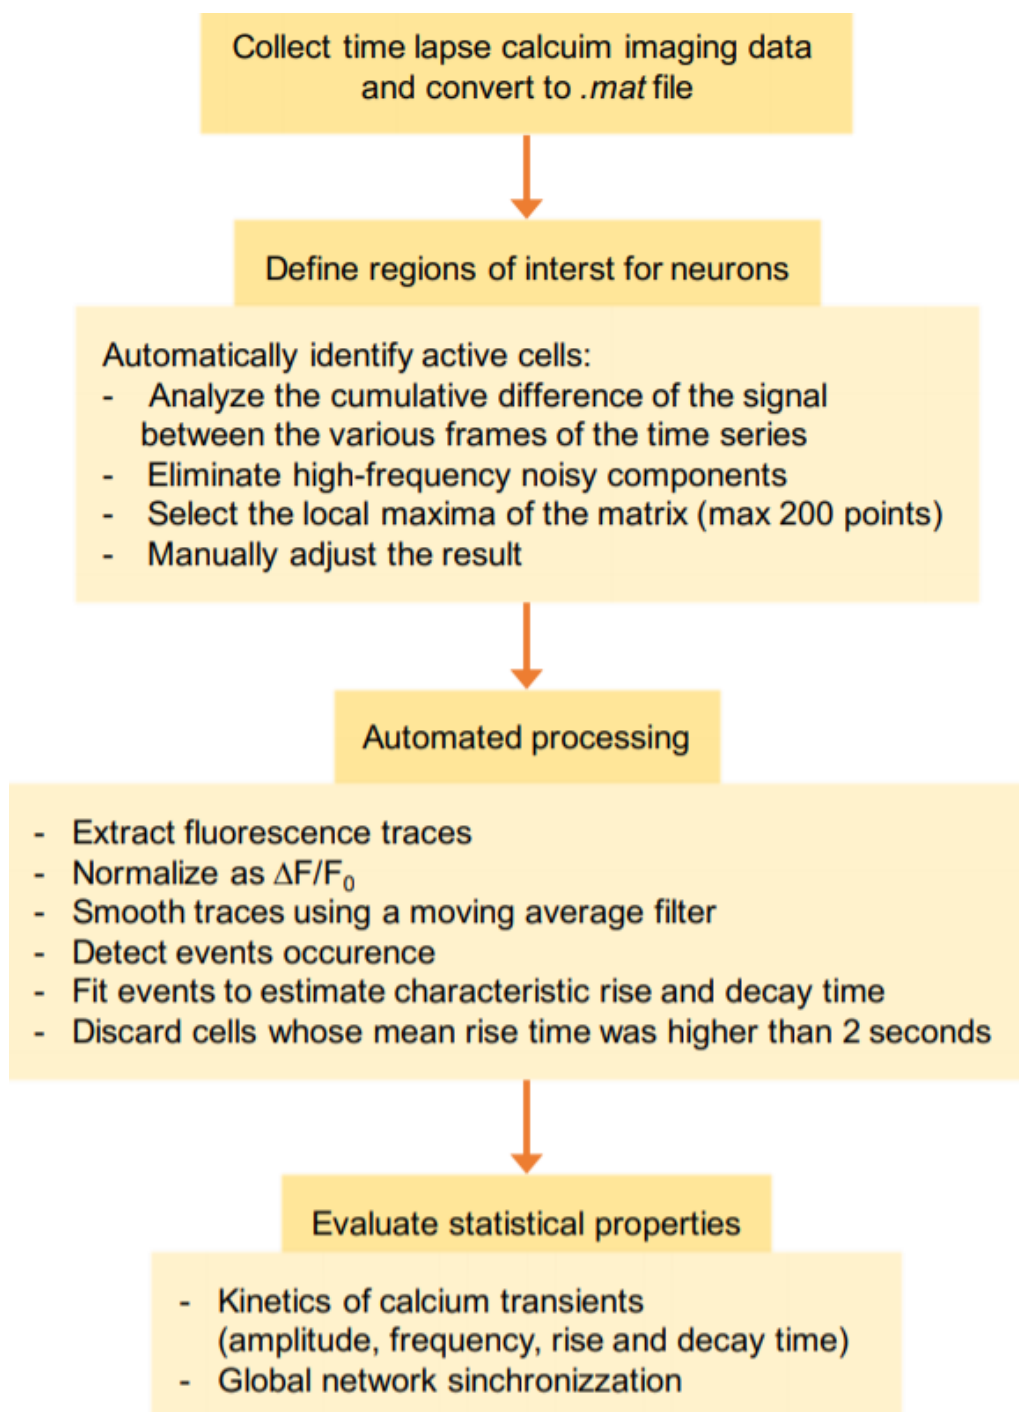 Collect time lapse calcuim imaging data
and convert to .mat file
Define regions of interst for neurons
Automatically identify active cells:
- Analyze the cumulative difference of the signal
between the various frames of the time series
- Eliminate high-frequency noisy components
- Select the local maxima of the matrix (max 200 points)
- Manually adjust the result
Automated processing
- Extract fluorescence traces
- Normalize as ΔF/F₀
- Smooth traces using a moving average filter
- Detect events occurence
- Fit events to estimate characteristic rise and decay time
- Discard cells whose mean rise time was higher than 2 seconds
Evaluate statistical properties
- Kinetics of calcium transients
(amplitude, frequency, rise and decay time)
- Global network sinchronizzation